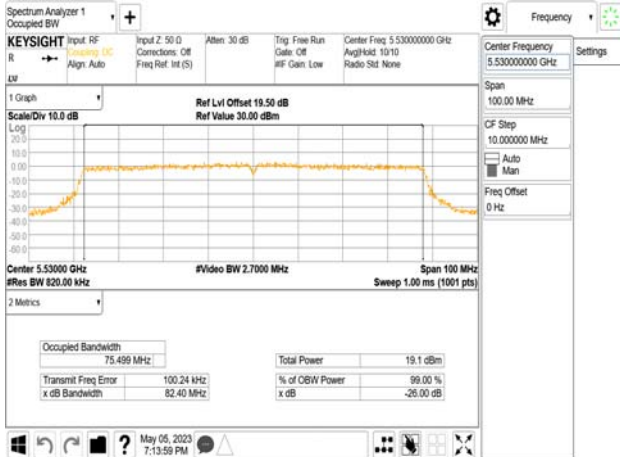 Spectrum Analyzer 1
Occupied BW
Frequency
KEYSIGHT
R
Input: RF
Coupling: DC
Align: Auto
Input Z: 50 Ω
Corrections: Off
Freq Ref: Int (S)
Atten: 30 dB
Trig: Free Run
Gate: Off
#IF Gain: Low
Center Freq: 5.530000000 GHz
Avg|Hold: 10/10
Radio Std: None
Center Frequency
5.530000000 GHz
Settings
Span
100.00 MHz
CF Step
10.000000 MHz
Auto
Man
Freq Offset
0 Hz
1 Graph
Scale/Div 10.0 dB
Ref Lvl Offset 19.50 dB
Ref Value 30.00 dBm
Log
20.0
10.0
0.00
-10.0
-20.0
-30.0
-40.0
-50.0
-60.0
Center 5.53000 GHz
#Video BW 2.7000 MHz
Span 100 MHz
#Res BW 820.00 kHz
Sweep 1.00 ms (1001 pts)
2 Metrics
Occupied Bandwidth
75.499 MHz
Total Power 19.1 dBm
Transmit Freq Error 100.24 kHz
% of OBW Power 99.00 %
x dB Bandwidth 82.40 MHz
x dB -26.00 dB
?
May 05, 2023
7:13:59 PM